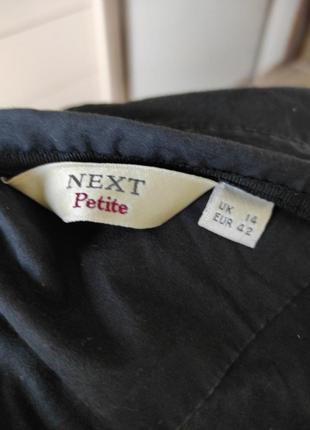 NEXT
Petite
UK 14
EUR 42